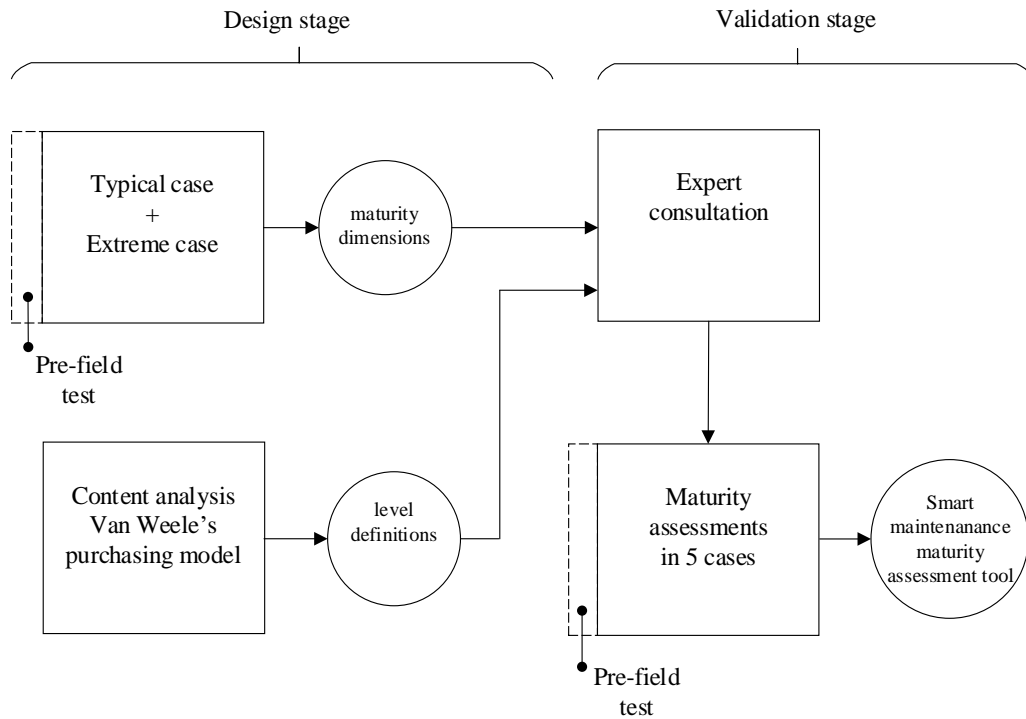 Design stage
Validation stage
Typical case
+
Extreme case
maturity
dimensions
Expert
consultation
Pre-field
test
Content analysis
Van Weele's
purchasing model
level
definitions
Maturity
assessments
in 5 cases
Smart
maintenanance
maturity
assessment tool
Pre-field
test